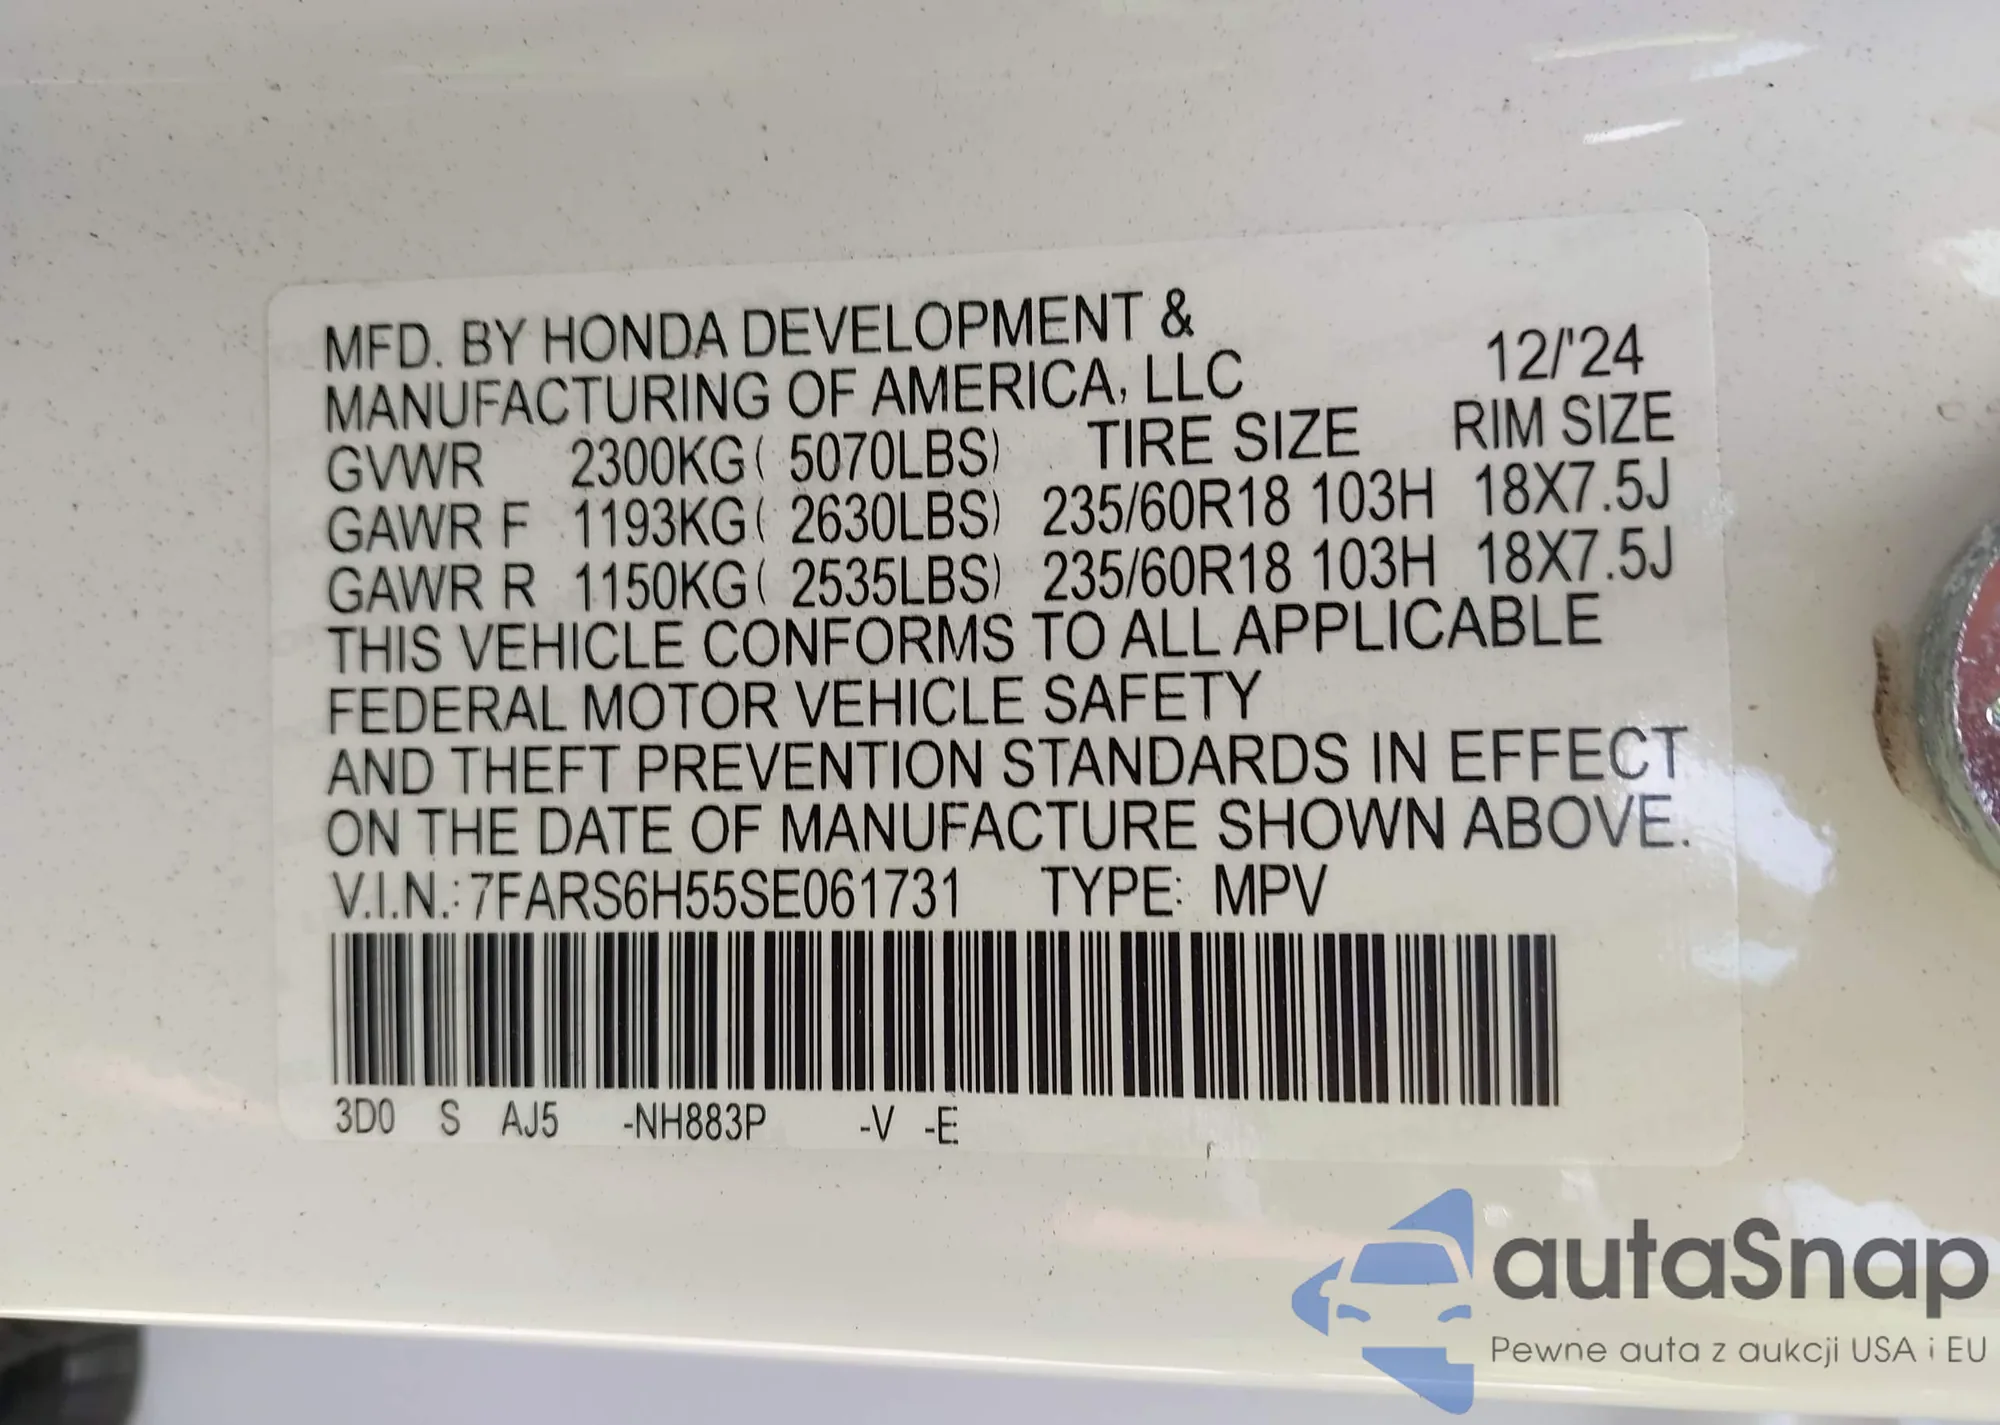 MFD. BY HONDA DEVELOPMENT &
MANUFACTURING OF AMERICA, LLC 12/'24
GVWR 2300KG( 5070LBS) TIRE SIZE RIM SIZE
GAWR F 1193KG( 2630LBS) 235/60R18 103H 18X7.5J
GAWR R 1150KG( 2535LBS) 235/60R18 103H 18X7.5J
THIS VEHICLE CONFORMS TO ALL APPLICABLE
FEDERAL MOTOR VEHICLE SAFETY
AND THEFT PREVENTION STANDARDS IN EFFECT
ON THE DATE OF MANUFACTURE SHOWN ABOVE.
V.I.N.: 7FARS6H55SE061731 TYPE: MPV
3D0 S AJ5 -NH883P -V -E
autaSnap
Pewne auta z aukcji USA i EU